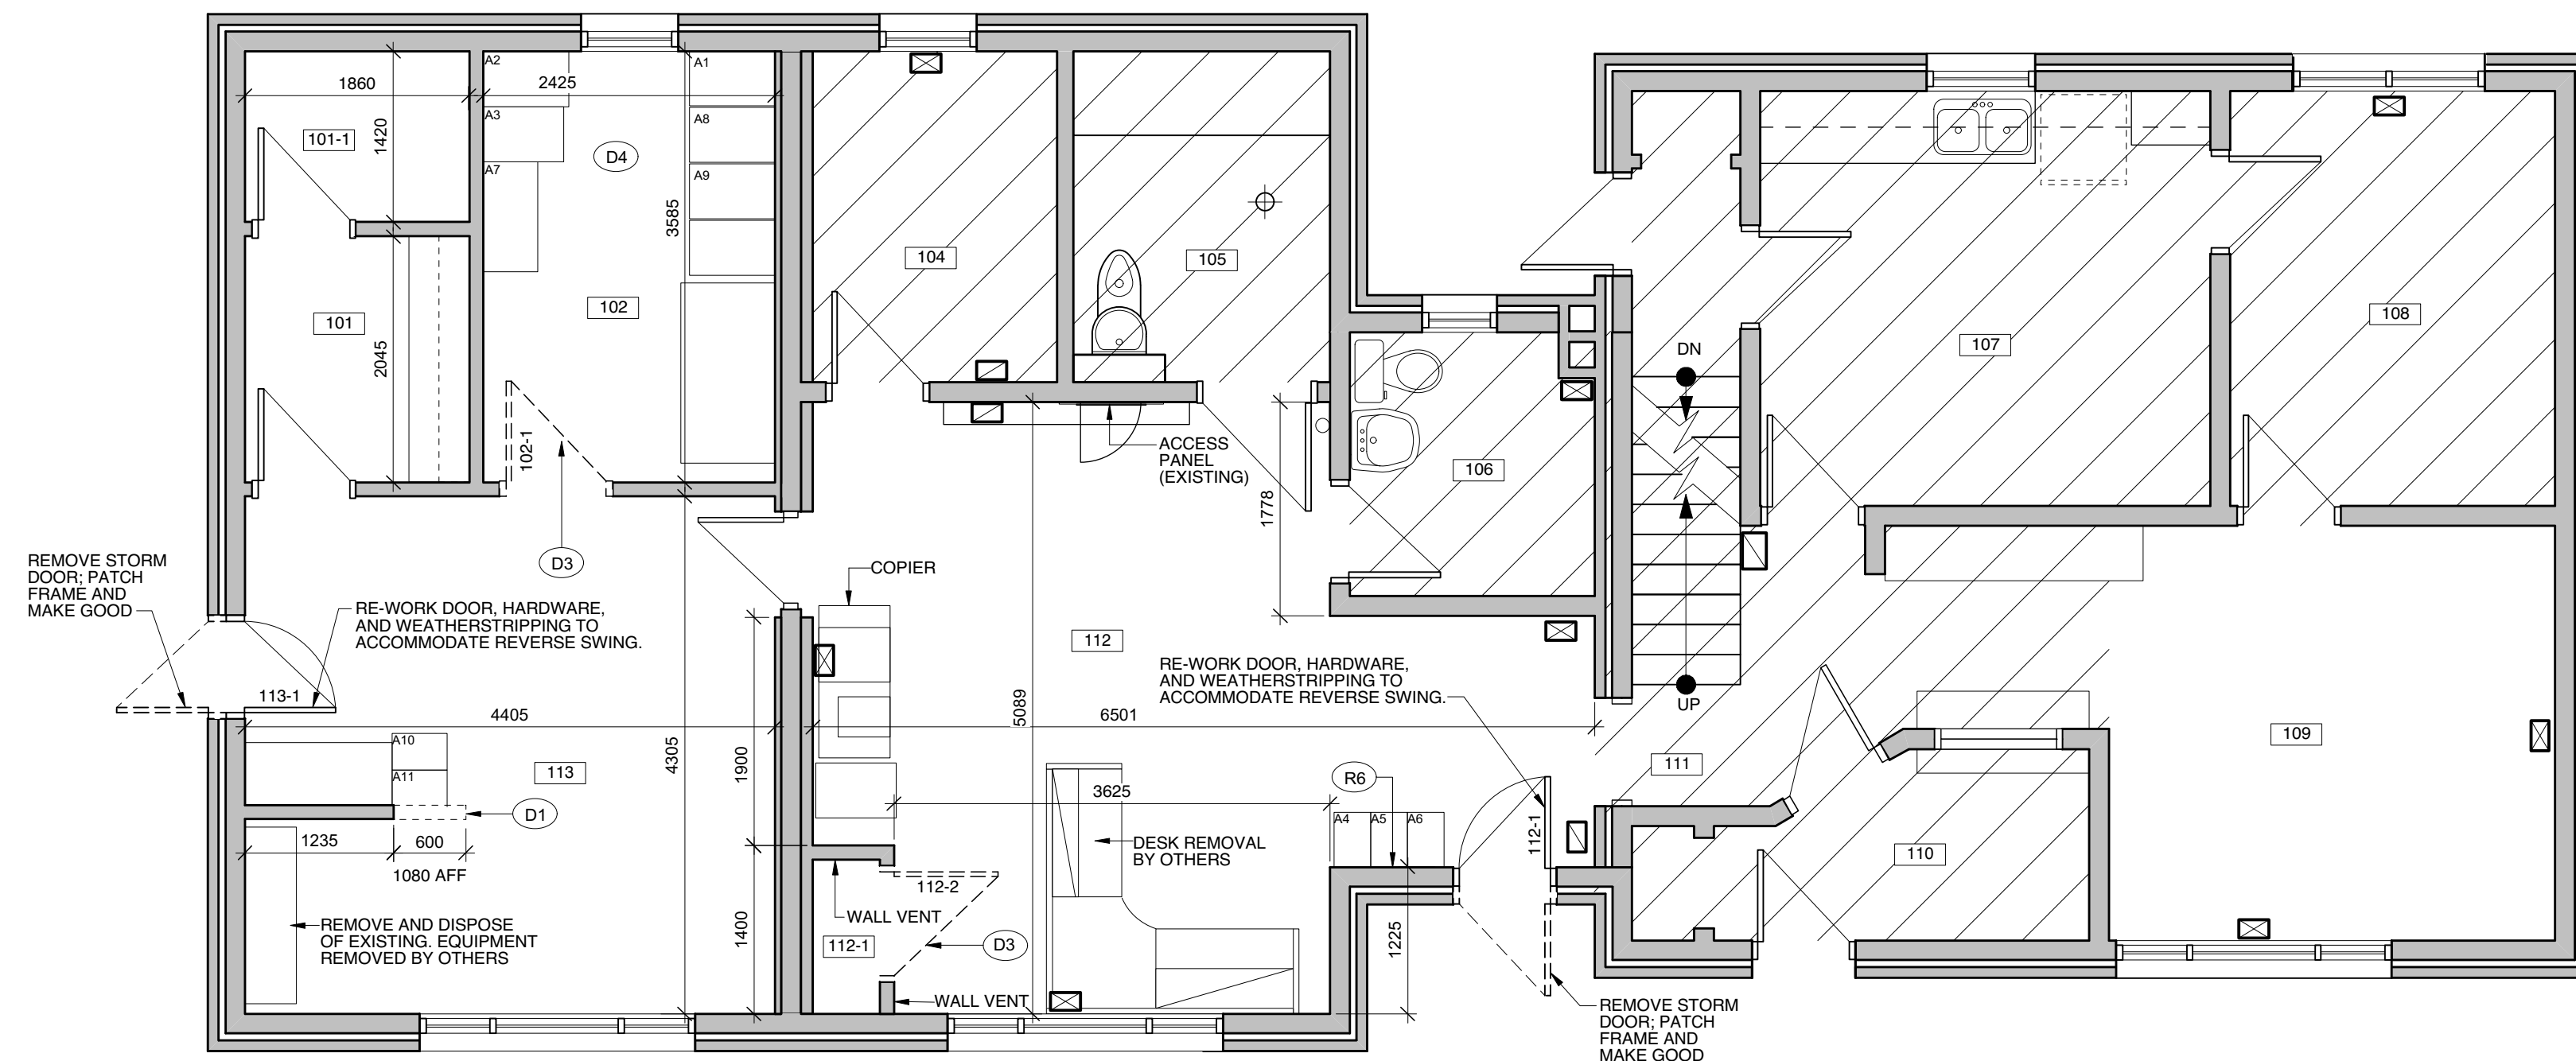 A2
A1
1860
2425
A3
101-1
1420
A8
D4
A7
A9
3585
104
105
102
101
2045
102-1
108
107
DN
ACCESS
PANEL
(EXISTING)
106
1778
D3
REMOVE STORM
DOOR; PATCH
FRAME AND
MAKE GOOD
RE-WORK DOOR, HARDWARE,
AND WEATHERSTRIPPING TO
ACCOMMODATE REVERSE SWING.
COPIER
112
RE-WORK DOOR, HARDWARE,
AND WEATHERSTRIPPING TO
ACCOMMODATE REVERSE SWING.
113-1
4405
5089
6501
UP
109
A10
A11
113
4305
1900
111
R6
3625
D1
A4
A5
A6
112-1
1235
600
1080 AFF
DESK REMOVAL
BY OTHERS
110
112-2
WALL VENT
REMOVE AND DISPOSE
OF EXISTING. EQUIPMENT
REMOVED BY OTHERS
1400
112-1
D3
1225
WALL VENT
REMOVE STORM
DOOR; PATCH
FRAME AND
MAKE GOOD